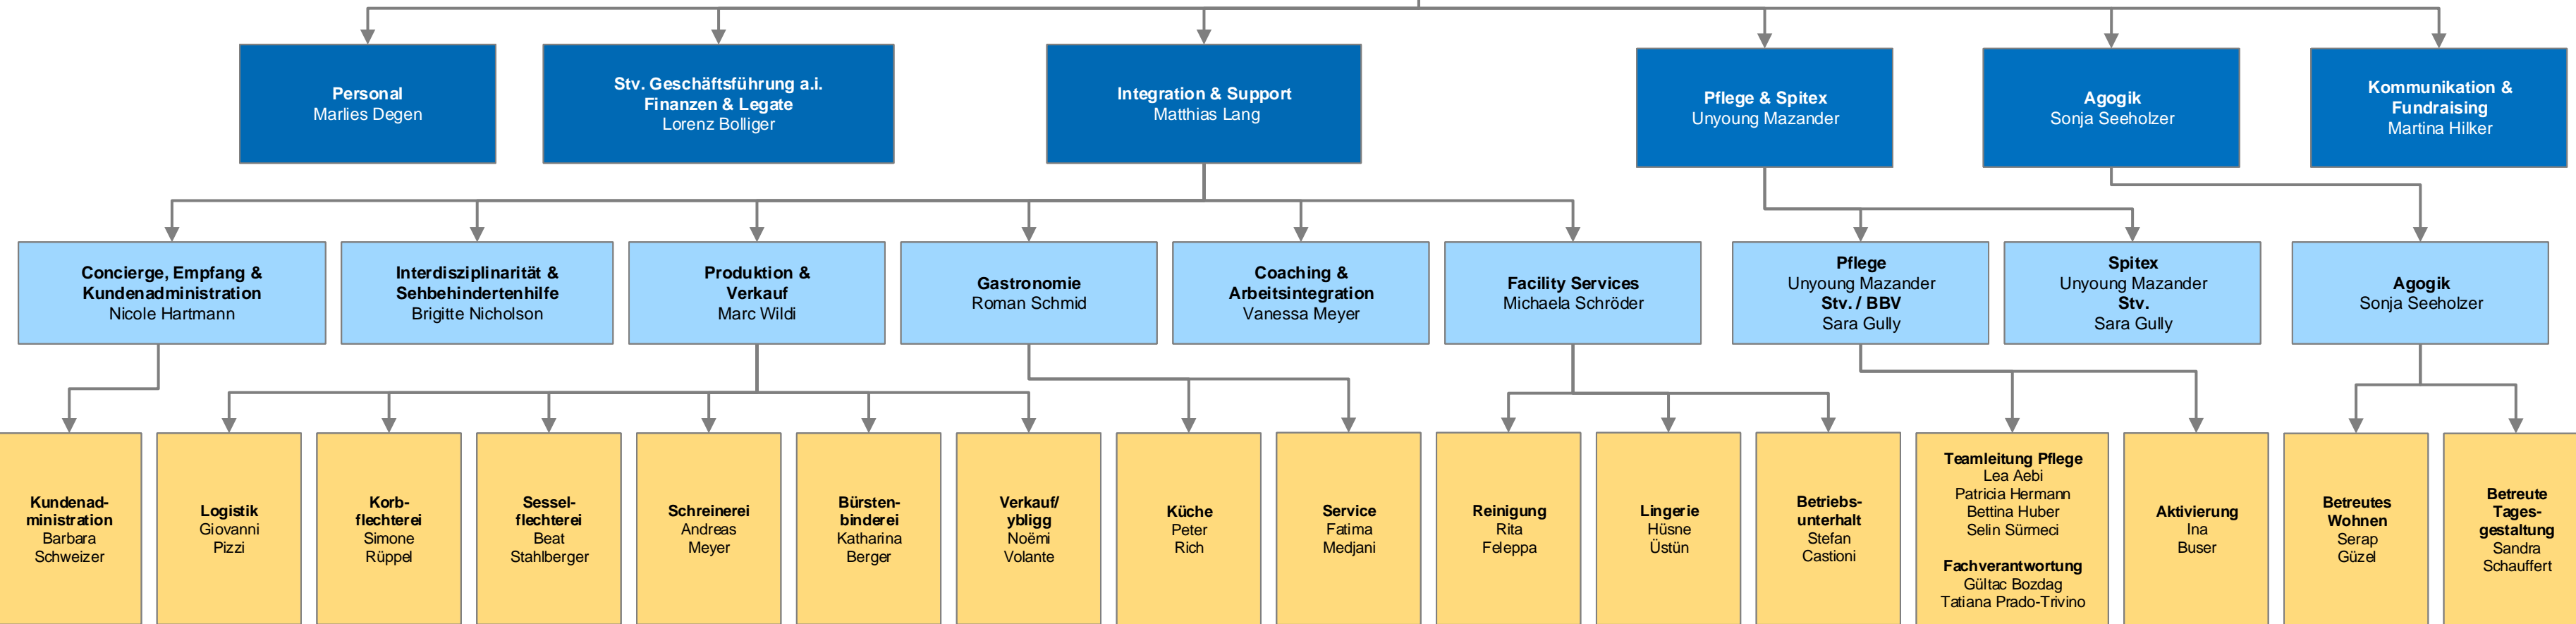 Personal
Marlies Degen
Stv. Geschäftsführung a.i.
Finanzen & Legate
Lorenz Bolliger
Integration & Support
Matthias Lang
Pflege & Spitex
Unyoung Mazander
Agogik
Sonja Seeholzer
Kommunikation &
Fundraising
Martina Hilker
Concierge, Empfang &
Kundenadministration
Nicole Hartmann
Interdisziplinarität &
Sehbehindertenhilfe
Brigitte Nicholson
Produktion &
Verkauf
Marc Wildi
Gastronomie
Roman Schmid
Coaching &
Arbeitsintegration
Vanessa Meyer
Facility Services
Michaela Schröder
Pflege
Unyoung Mazander
Stv. / BBV
Sara Gully
Spitex
Unyoung Mazander
Stv.
Sara Gully
Agogik
Sonja Seeholzer
Kundenad-
ministration
Barbara
Schweizer
Logistik
Giovanni
Pizzi
Korb-
flechterei
Simone
Rüppel
Sessel-
flechterei
Beat
Stahlberger
Schreinerei
Andreas
Meyer
Bürsten-
binderei
Katharina
Berger
Verkauf/
ybligg
Noëmi
Volante
Küche
Peter
Rich
Service
Fatima
Medjani
Reinigung
Rita
Feleppa
Lingerie
Hüsne
Üstün
Betriebs-
unterhalt
Stefan
Castioni
Teamleitung Pflege
Lea Aebi
Patricia Hermann
Bettina Huber
Selin Sürmeci
Fachverantwortung
Gültac Bozdag
Tatiana Prado-Trivino
Aktivierung
Ina
Buser
Betreutes
Wohnen
Serap
Güzel
Betreute
Tages-
gestaltung
Sandra
Schauffert